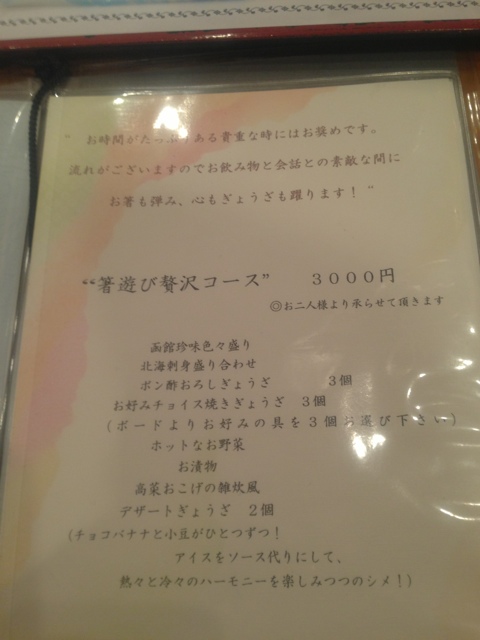 “ お時間がたっぷりある貴重な時にはお奨めです。
流れがございますのでお飲み物と会話との素敵な間に
お箸も弾み、心もぎょうざも躍ります！ “
“箸遊び贅沢コース” 3000円
◎お二人様より承らせて頂きます
函館珍味色々盛り
北海刺身盛り合わせ
ポン酢おろしぎょうざ 3個
お好みチョイス焼きぎょうざ 3個
(ボードよりお好みの具を3個お選び下さい)
ホットなお野菜
お漬物
高菜おこげの雑炊風
デザートぎょうざ 2個
(チョコバナナと小豆がひとつずつ！
アイスをソース代りにして、
熱々と冷々のハーモニーを楽しみつつのシメ！)